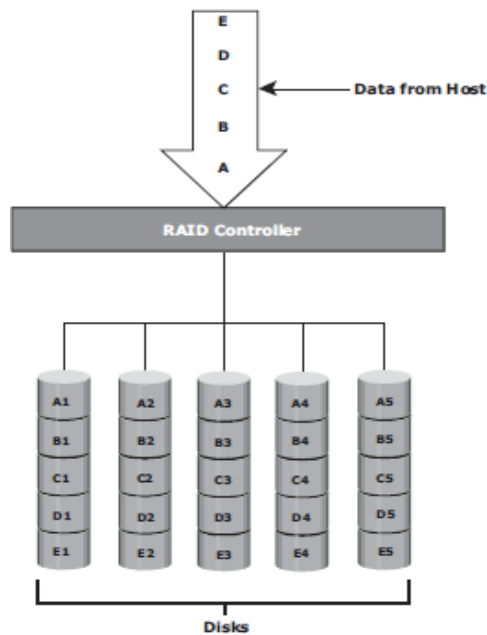 E
D
C
Data from Host
B
A
RAID Controller
A1 A2 A3 A4 A5
B1 B2 B3 B4 B5
C1 C2 C3 C4 C5
D1 D2 D3 D4 D5
E1 E2 E3 E4 E5
Disks